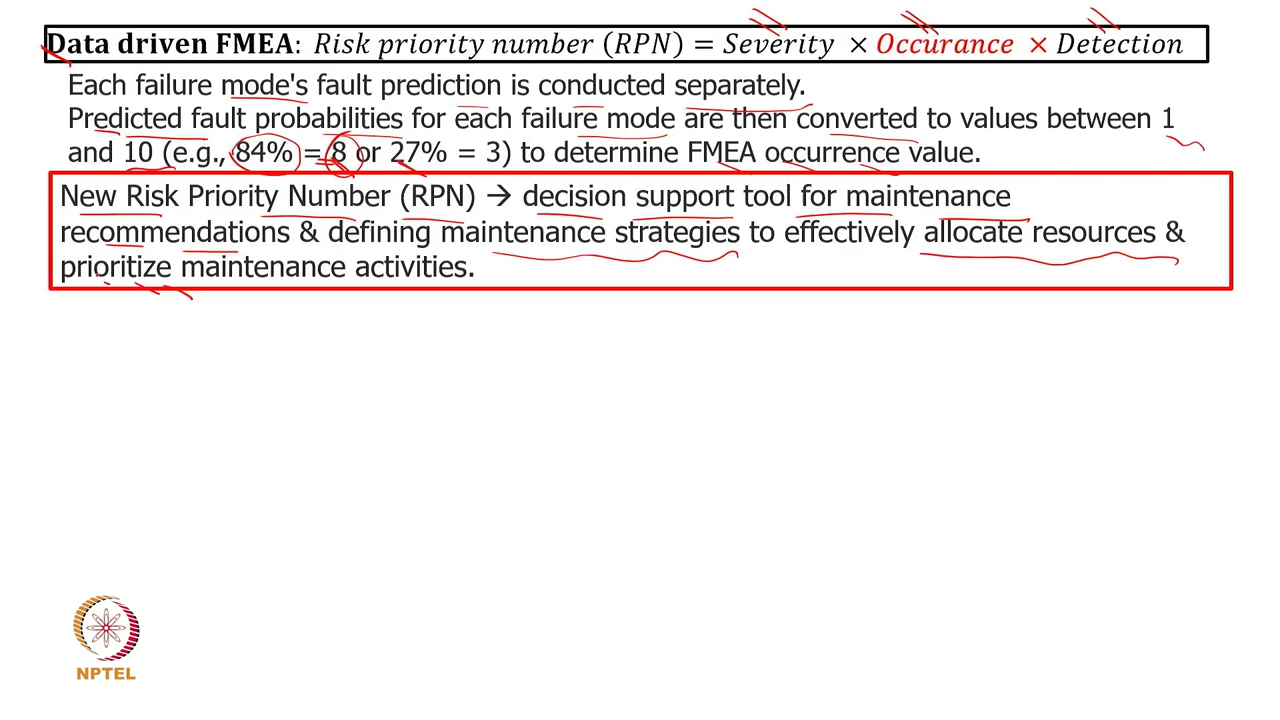 Data driven FMEA: Risk priority number (RPN) = Severity × Occurance × Detection
Each failure mode's fault prediction is conducted separately.
Predicted fault probabilities for each failure mode are then converted to values between 1
and 10 (e.g., 84% = 8 or 27% = 3) to determine FMEA occurrence value.
New Risk Priority Number (RPN) → decision support tool for maintenance
recommendations & defining maintenance strategies to effectively allocate resources &
prioritize maintenance activities.
NPTEL